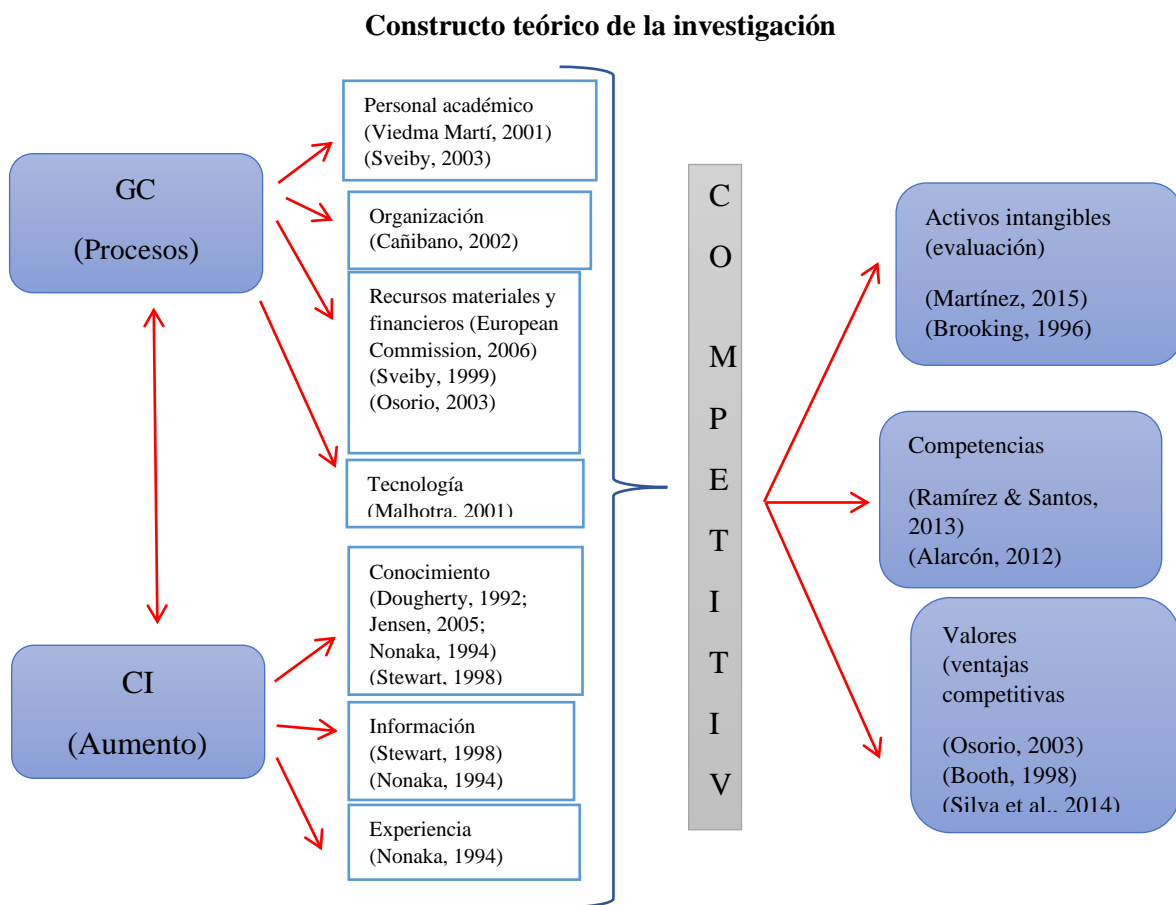 Constructo teórico de la investigación
GC
(Procesos)
CI
(Aumento)
Personal académico
(Viedma Martí, 2001)
(Sveiby, 2003)
Organización
(Cañibano, 2002)
Recursos materiales y
financieros (European
Commission, 2006)
(Sveiby, 1999)
(Osorio, 2003)
Tecnología
(Malhotra, 2001)
Conocimiento
(Dougherty, 1992;
Jensen, 2005;
Nonaka, 1994)
(Stewart, 1998)
Información
(Stewart, 1998)
(Nonaka, 1994)
Experiencia
(Nonaka, 1994)
C
O
M
P
E
T
I
T
I
V
Activos intangibles
(evaluación)
(Martínez, 2015)
(Brooking, 1996)
Competencias
(Ramírez & Santos,
2013)
(Alarcón, 2012)
Valores
(ventajas
competitivas
(Osorio, 2003)
(Booth, 1998)
(Silva et al., 2014)